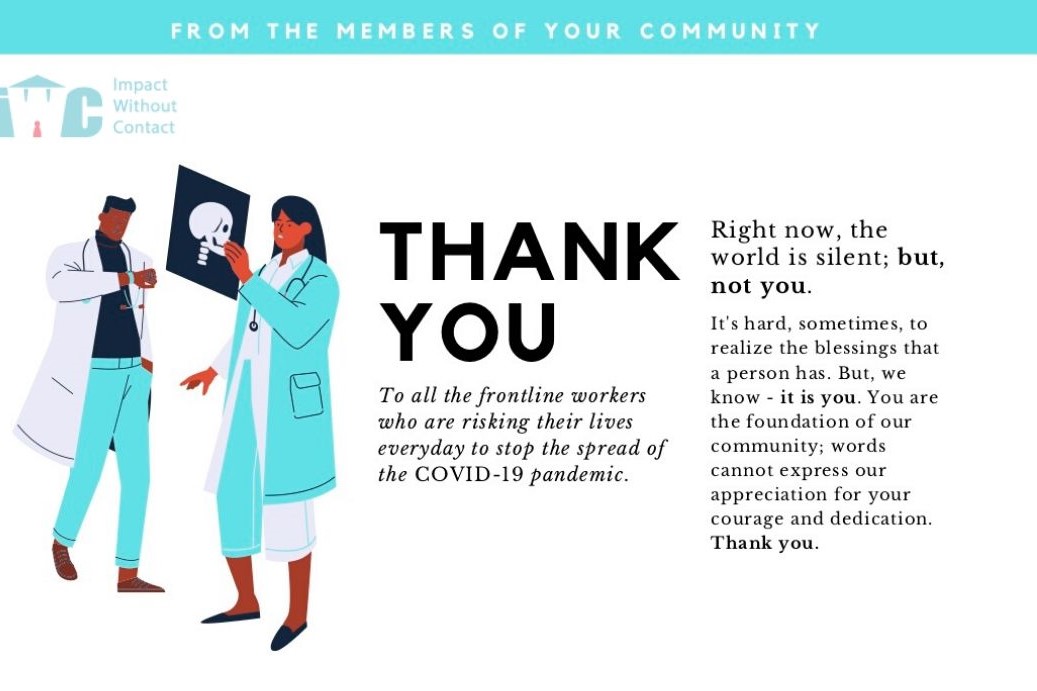 FROM THE MEMBERS OF YOUR COMMUNITY
iWC
Impact
Without
Contact
THANK
YOU
To all the frontline workers
who are risking their lives
everyday to stop the spread of
the COVID-19 pandemic.
Right now, the
world is silent; but,
not you.
It's hard, sometimes, to
realize the blessings that
a person has. But, we
know - it is you. You are
the foundation of our
community; words
cannot express our
appreciation for your
courage and dedication.
Thank you.